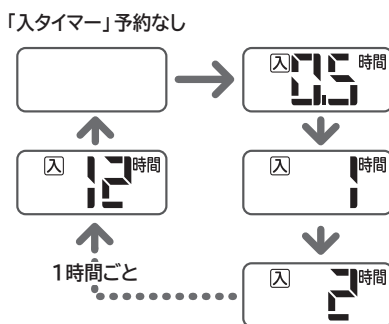 「入タイマー」予約なし
入 0.5 時間
入 12 時間
入 1 時間
1時間ごと
入 2 時間